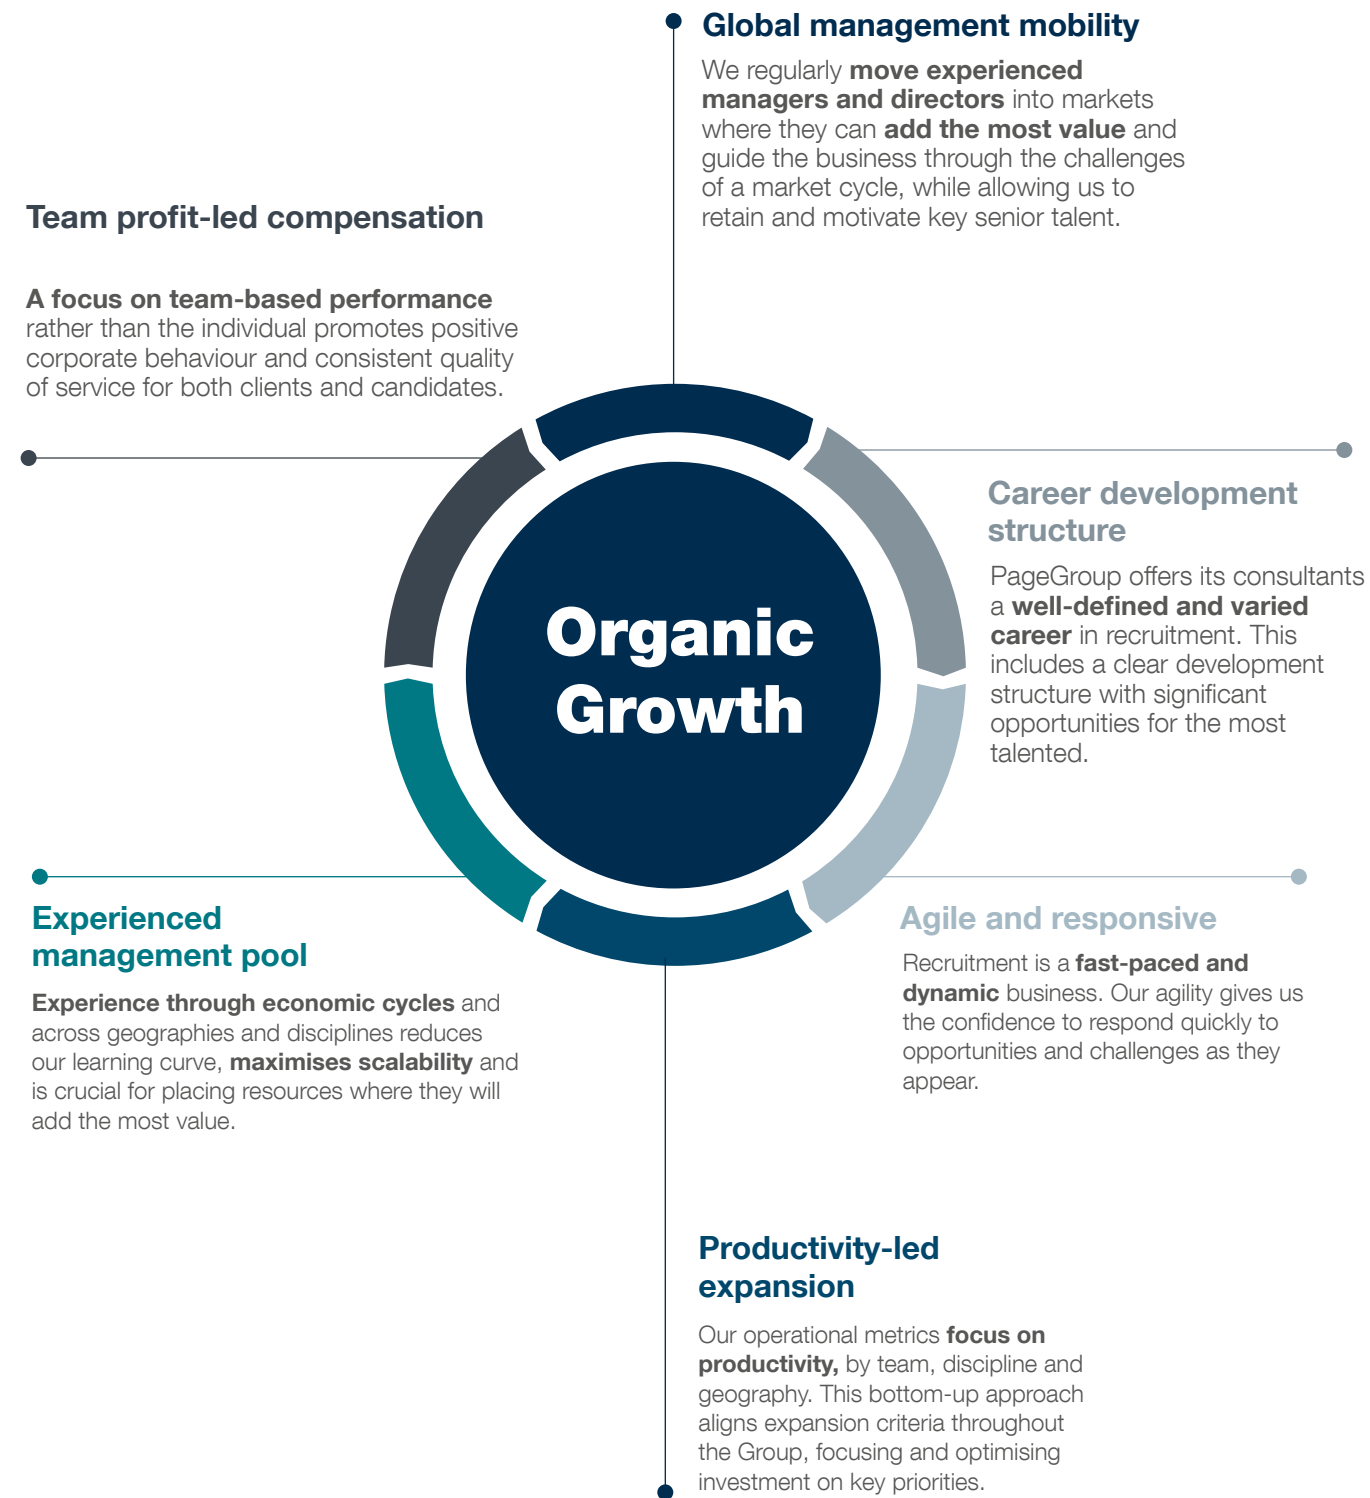 Global management mobility
We regularly move experienced
managers and directors into markets
where they can add the most value and
guide the business through the challenges
of a market cycle, while allowing us to
retain and motivate key senior talent.
Team profit-led compensation
A focus on team-based performance
rather than the individual promotes positive
corporate behaviour and consistent quality
of service for both clients and candidates.
Organic
Growth
Career development
structure
PageGroup offers its consultants
a well-defined and varied
career in recruitment. This
includes a clear development
structure with significant
opportunities for the most
talented.
Experienced
management pool
Experience through economic cycles and
across geographies and disciplines reduces
our learning curve, maximises scalability and
is crucial for placing resources where they will
add the most value.
Agile and responsive
Recruitment is a fast-paced and
dynamic business. Our agility gives us
the confidence to respond quickly to
opportunities and challenges as they
appear.
Productivity-led
expansion
Our operational metrics focus on
productivity, by team, discipline and
geography. This bottom-up approach
aligns expansion criteria throughout
the Group, focusing and optimising
investment on key priorities.